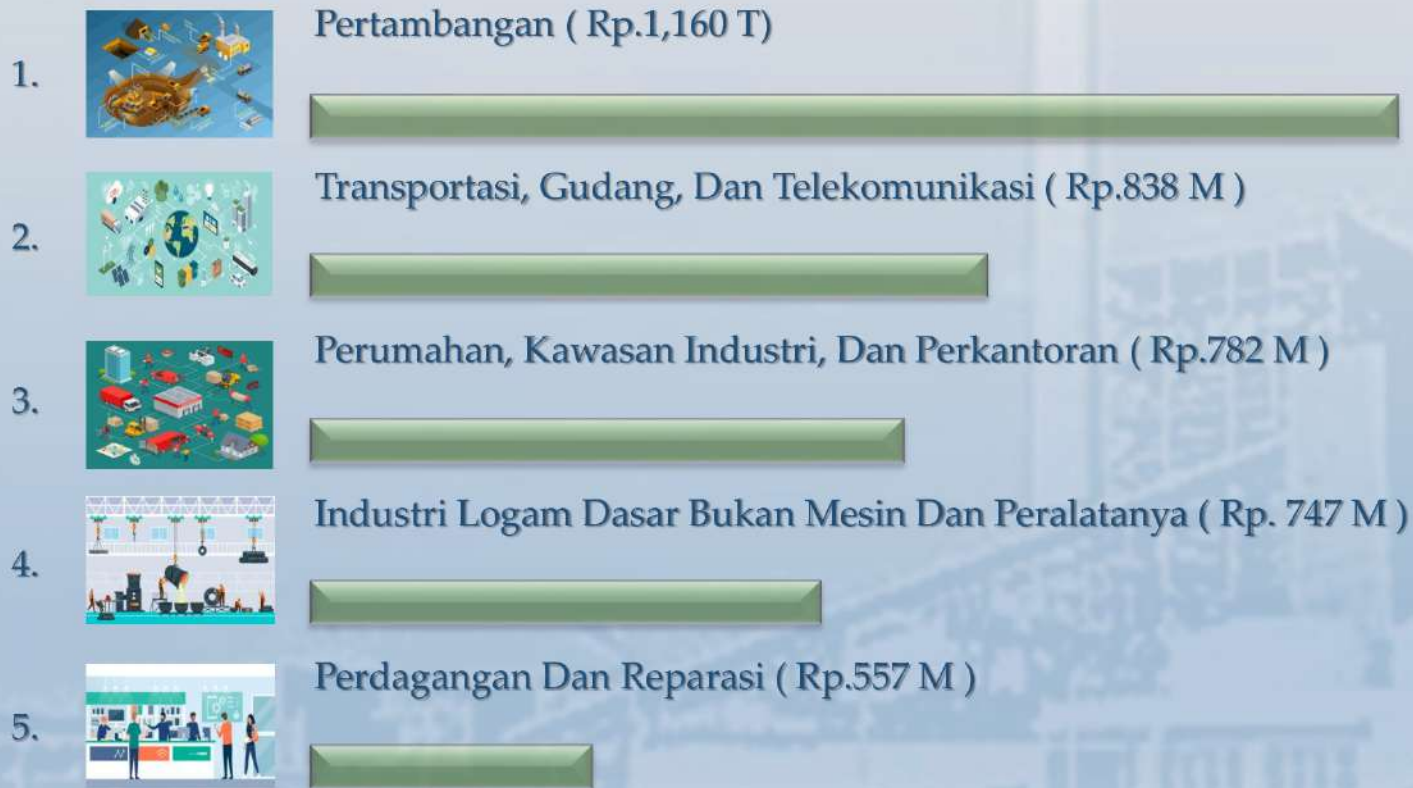 1.
Pertambangan ( Rp.1,160 T)
2.
Transportasi, Gudang, Dan Telekomunikasi ( Rp.838 M )
3.
Perumahan, Kawasan Industri, Dan Perkantoran ( Rp.782 M )
4.
Industri Logam Dasar Bukan Mesin Dan Peralatanya ( Rp. 747 M )
5.
Perdagangan Dan Reparasi ( Rp.557 M )